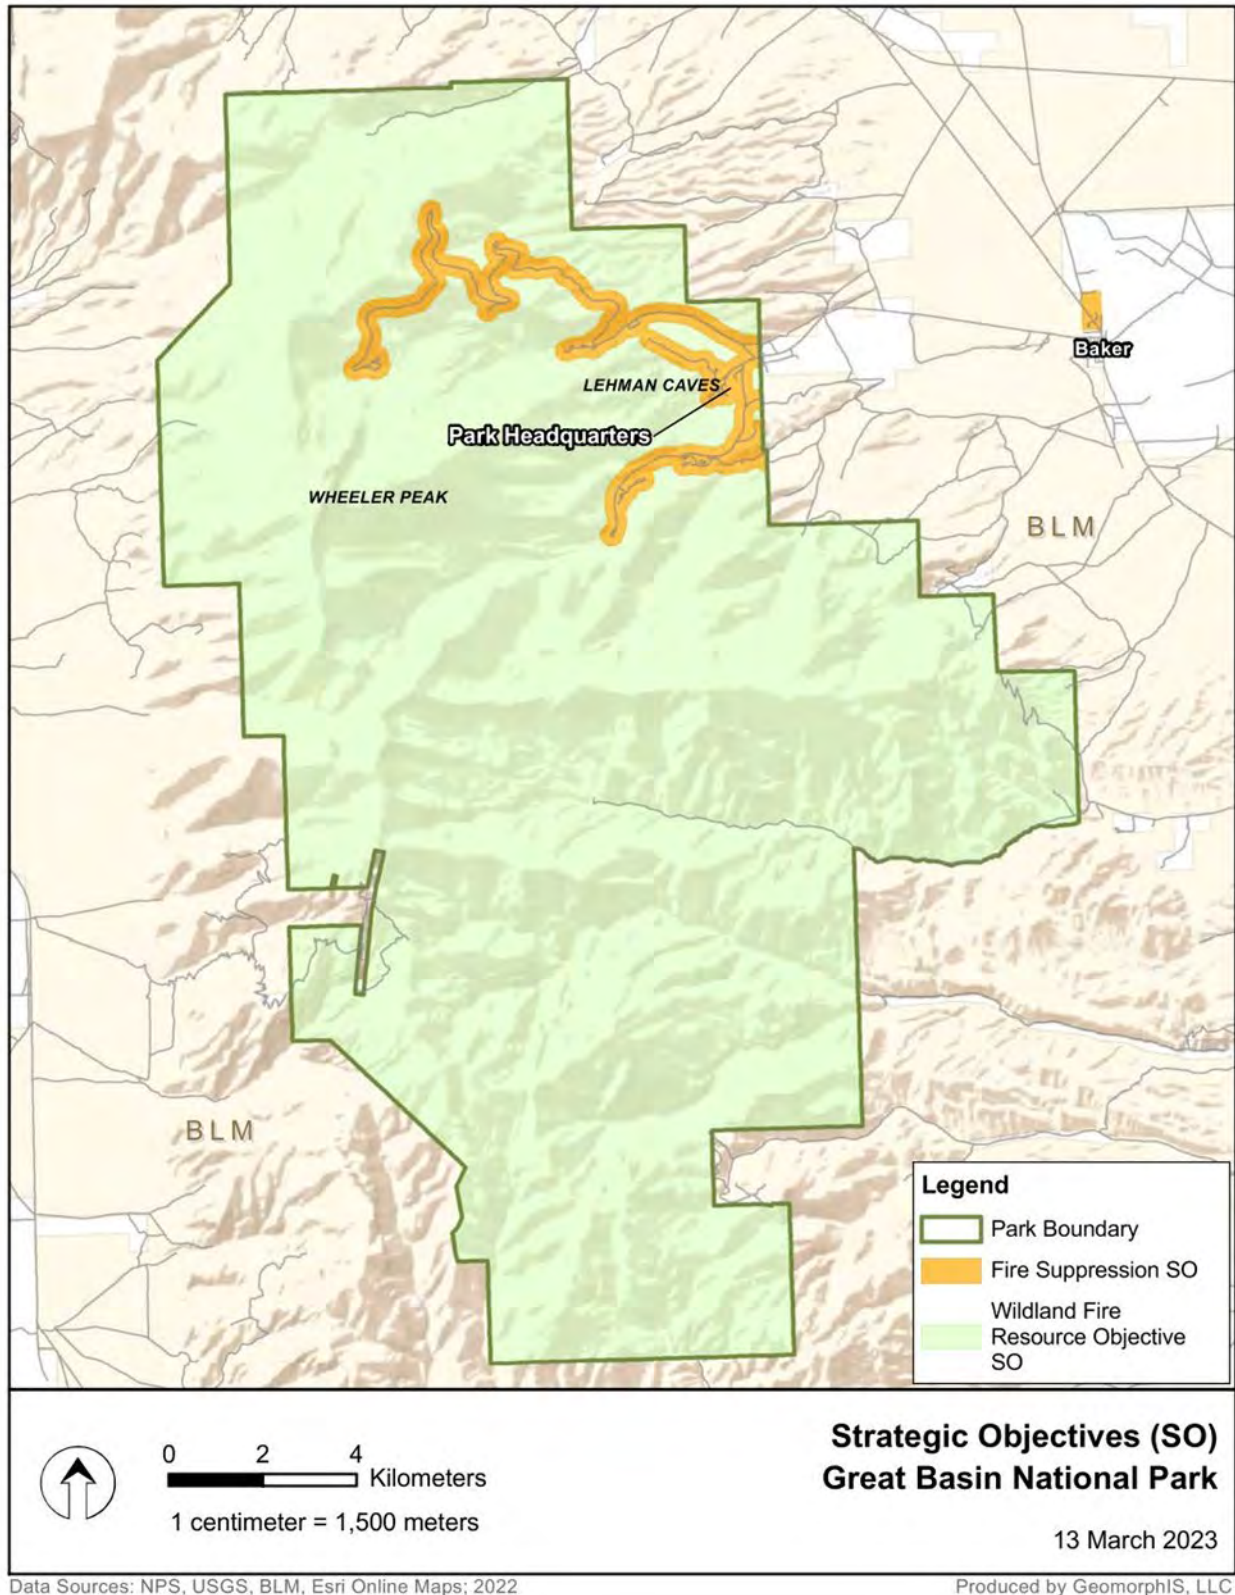 Baker
LEHMAN CAVES
Park Headquarters
WHEELER PEAK
BLM
BLM
Legend
Park Boundary
Fire Suppression SO
Wildland Fire
Resource Objective
SO
0 2 4
Kilometers
1 centimeter = 1,500 meters
Strategic Objectives (SO)
Great Basin National Park
13 March 2023
Data Sources: NPS, USGS, BLM, Esri Online Maps; 2022
Produced by GeomorphIS, LLC